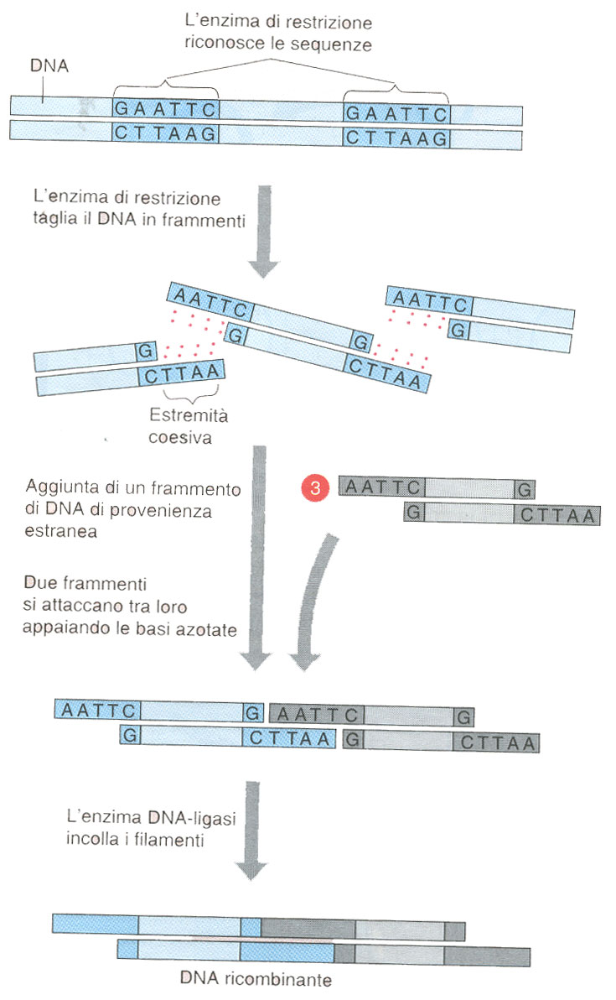 L'enzima di restrizione
riconosce le sequenze
DNA
GAATTC
GAATTC
CTTAAG
CTTAAG
L'enzima di restrizione
taglia il DNA in frammenti
AATTC
G
G
CTTAA
AATTC
G
G
CTTAA
Estremità
coesiva
Aggiunta di un frammento
di DNA di provenienza
estranea
3
AATTC
G
G
CTTAA
Due frammenti
si attaccano tra loro
appaiando le basi azotate
AATTC
G
AATTC
G
G
CTTAA
G
CTTAA
L'enzima DNA-ligasi
incolla i filamenti
DNA ricombinante